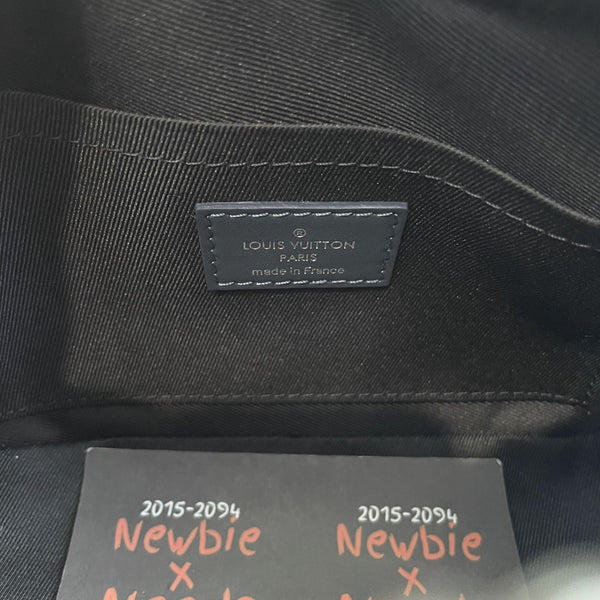 ®
LOUIS VUITTON
PARIS
made in France
2015-2094
Newbie
x
2015-2094
Newbie
x